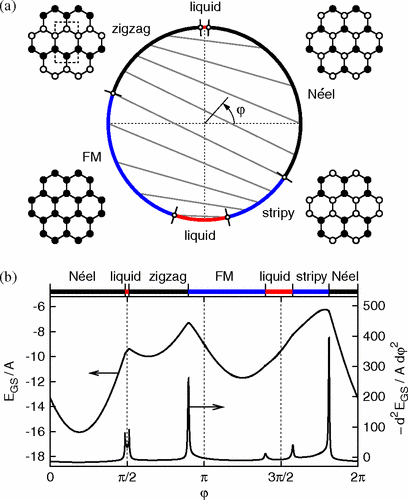 (a)
liquid
zigzag
Néel
φ
FM
stripy
liquid
(b)
Néel liquid zigzag FM liquid stripy Néel
-6
-8
-10
-12
-14
-16
-18
E_GS / A
500
400
300
200
100
0
− d²E_GS / A dφ²
0 π/2 π 3π/2 2π
φ